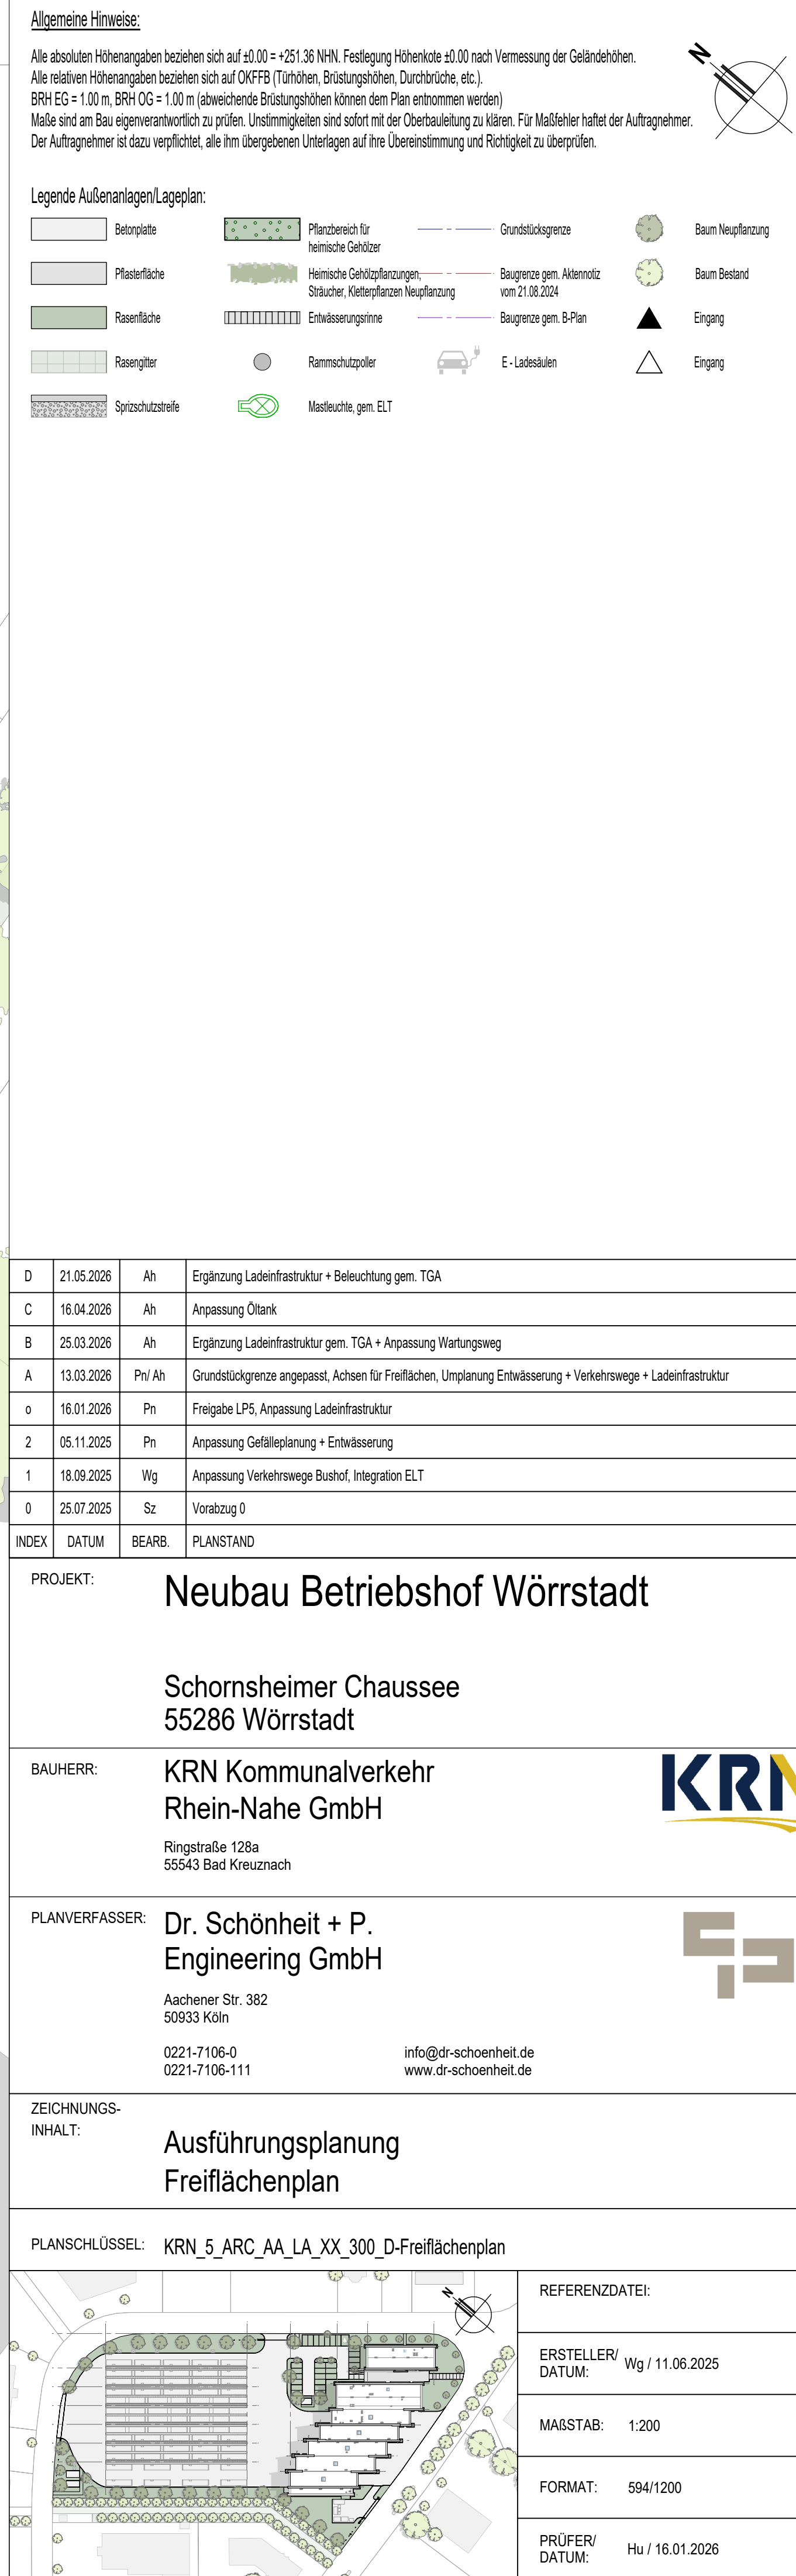 Allgemeine Hinweise:
Alle absoluten Höhenangaben beziehen sich auf ±0.00 = +251.36 NHN. Festlegung Höhenkote ±0.00 nach Vermessung der Geländehöhen.
Alle relativen Höhenangaben beziehen sich auf OKFFB (Türhöhen, Brüstungshöhen, Durchbrüche, etc.).
BRH EG = 1.00 m, BRH OG = 1.00 m (abweichende Brüstungshöhen können dem Plan entnommen werden)
Maße sind am Bau eigenverantwortlich zu prüfen. Unstimmigkeiten sind sofort mit der Oberbauleitung zu klären. Für Maßfehler haftet der Auftragnehmer.
Der Auftragnehmer ist dazu verpflichtet, alle ihm übergebenen Unterlagen auf ihre Übereinstimmung und Richtigkeit zu überprüfen.
N
Legende Außenanlagen/Lageplan:
Betonplatte
Pflasterfläche
Rasenfläche
Rasengitter
Sprizschutzstreife
Pflanzbereich für
heimische Gehölzer
Heimische Gehölzpflanzungen,
Sträucher, Kletterpflanzen Neupflanzung
Entwässerungsrinne
Rammschutzpoller
Mastleuchte, gem. ELT
Grundstücksgrenze
Baugrenze gem. Aktennotiz
vom 21.08.2024
Baugrenze gem. B-Plan
E - Ladesäulen
Baum Neupflanzung
Baum Bestand
Eingang
Eingang
D 21.05.2026 Ah Ergänzung Ladeinfrastruktur + Beleuchtung gem. TGA
C 16.04.2026 Ah Anpassung Öltank
B 25.03.2026 Ah Ergänzung Ladeinfrastruktur gem. TGA + Anpassung Wartungsweg
A 13.03.2026 Pn/ Ah Grundstückgrenze angepasst, Achsen für Freiflächen, Umplanung Entwässerung + Verkehrswege + Ladeinfrastruktur
o 16.01.2026 Pn Freigabe LP5, Anpassung Ladeinfrastruktur
2 05.11.2025 Pn Anpassung Gefälleplanung + Entwässerung
1 18.09.2025 Wg Anpassung Verkehrswege Bushof, Integration ELT
0 25.07.2025 Sz Vorabzug 0
INDEX DATUM BEARB. PLANSTAND
PROJEKT: Neubau Betriebshof Wörrstadt
Schornsheimer Chaussee
55286 Wörrstadt
BAUHERR: KRN Kommunalverkehr
Rhein-Nahe GmbH
Ringstraße 128a
55543 Bad Kreuznach
KRN
PLANVERFASSER: Dr. Schönheit + P.
Engineering GmbH
Aachener Str. 382
50933 Köln
0221-7106-0 info@dr-schoenheit.de
0221-7106-111 www.dr-schoenheit.de
ZEICHNUNGS-
INHALT:
Ausführungsplanung
Freiflächenplan
PLANSCHLÜSSEL: KRN_5_ARC_AA_LA_XX_300_D-Freiflächenplan
N
REFERENZDATEI:
ERSTELLER/
DATUM: Wg / 11.06.2025
MAßSTAB: 1:200
FORMAT: 594/1200
PRÜFER/
DATUM: Hu / 16.01.2026